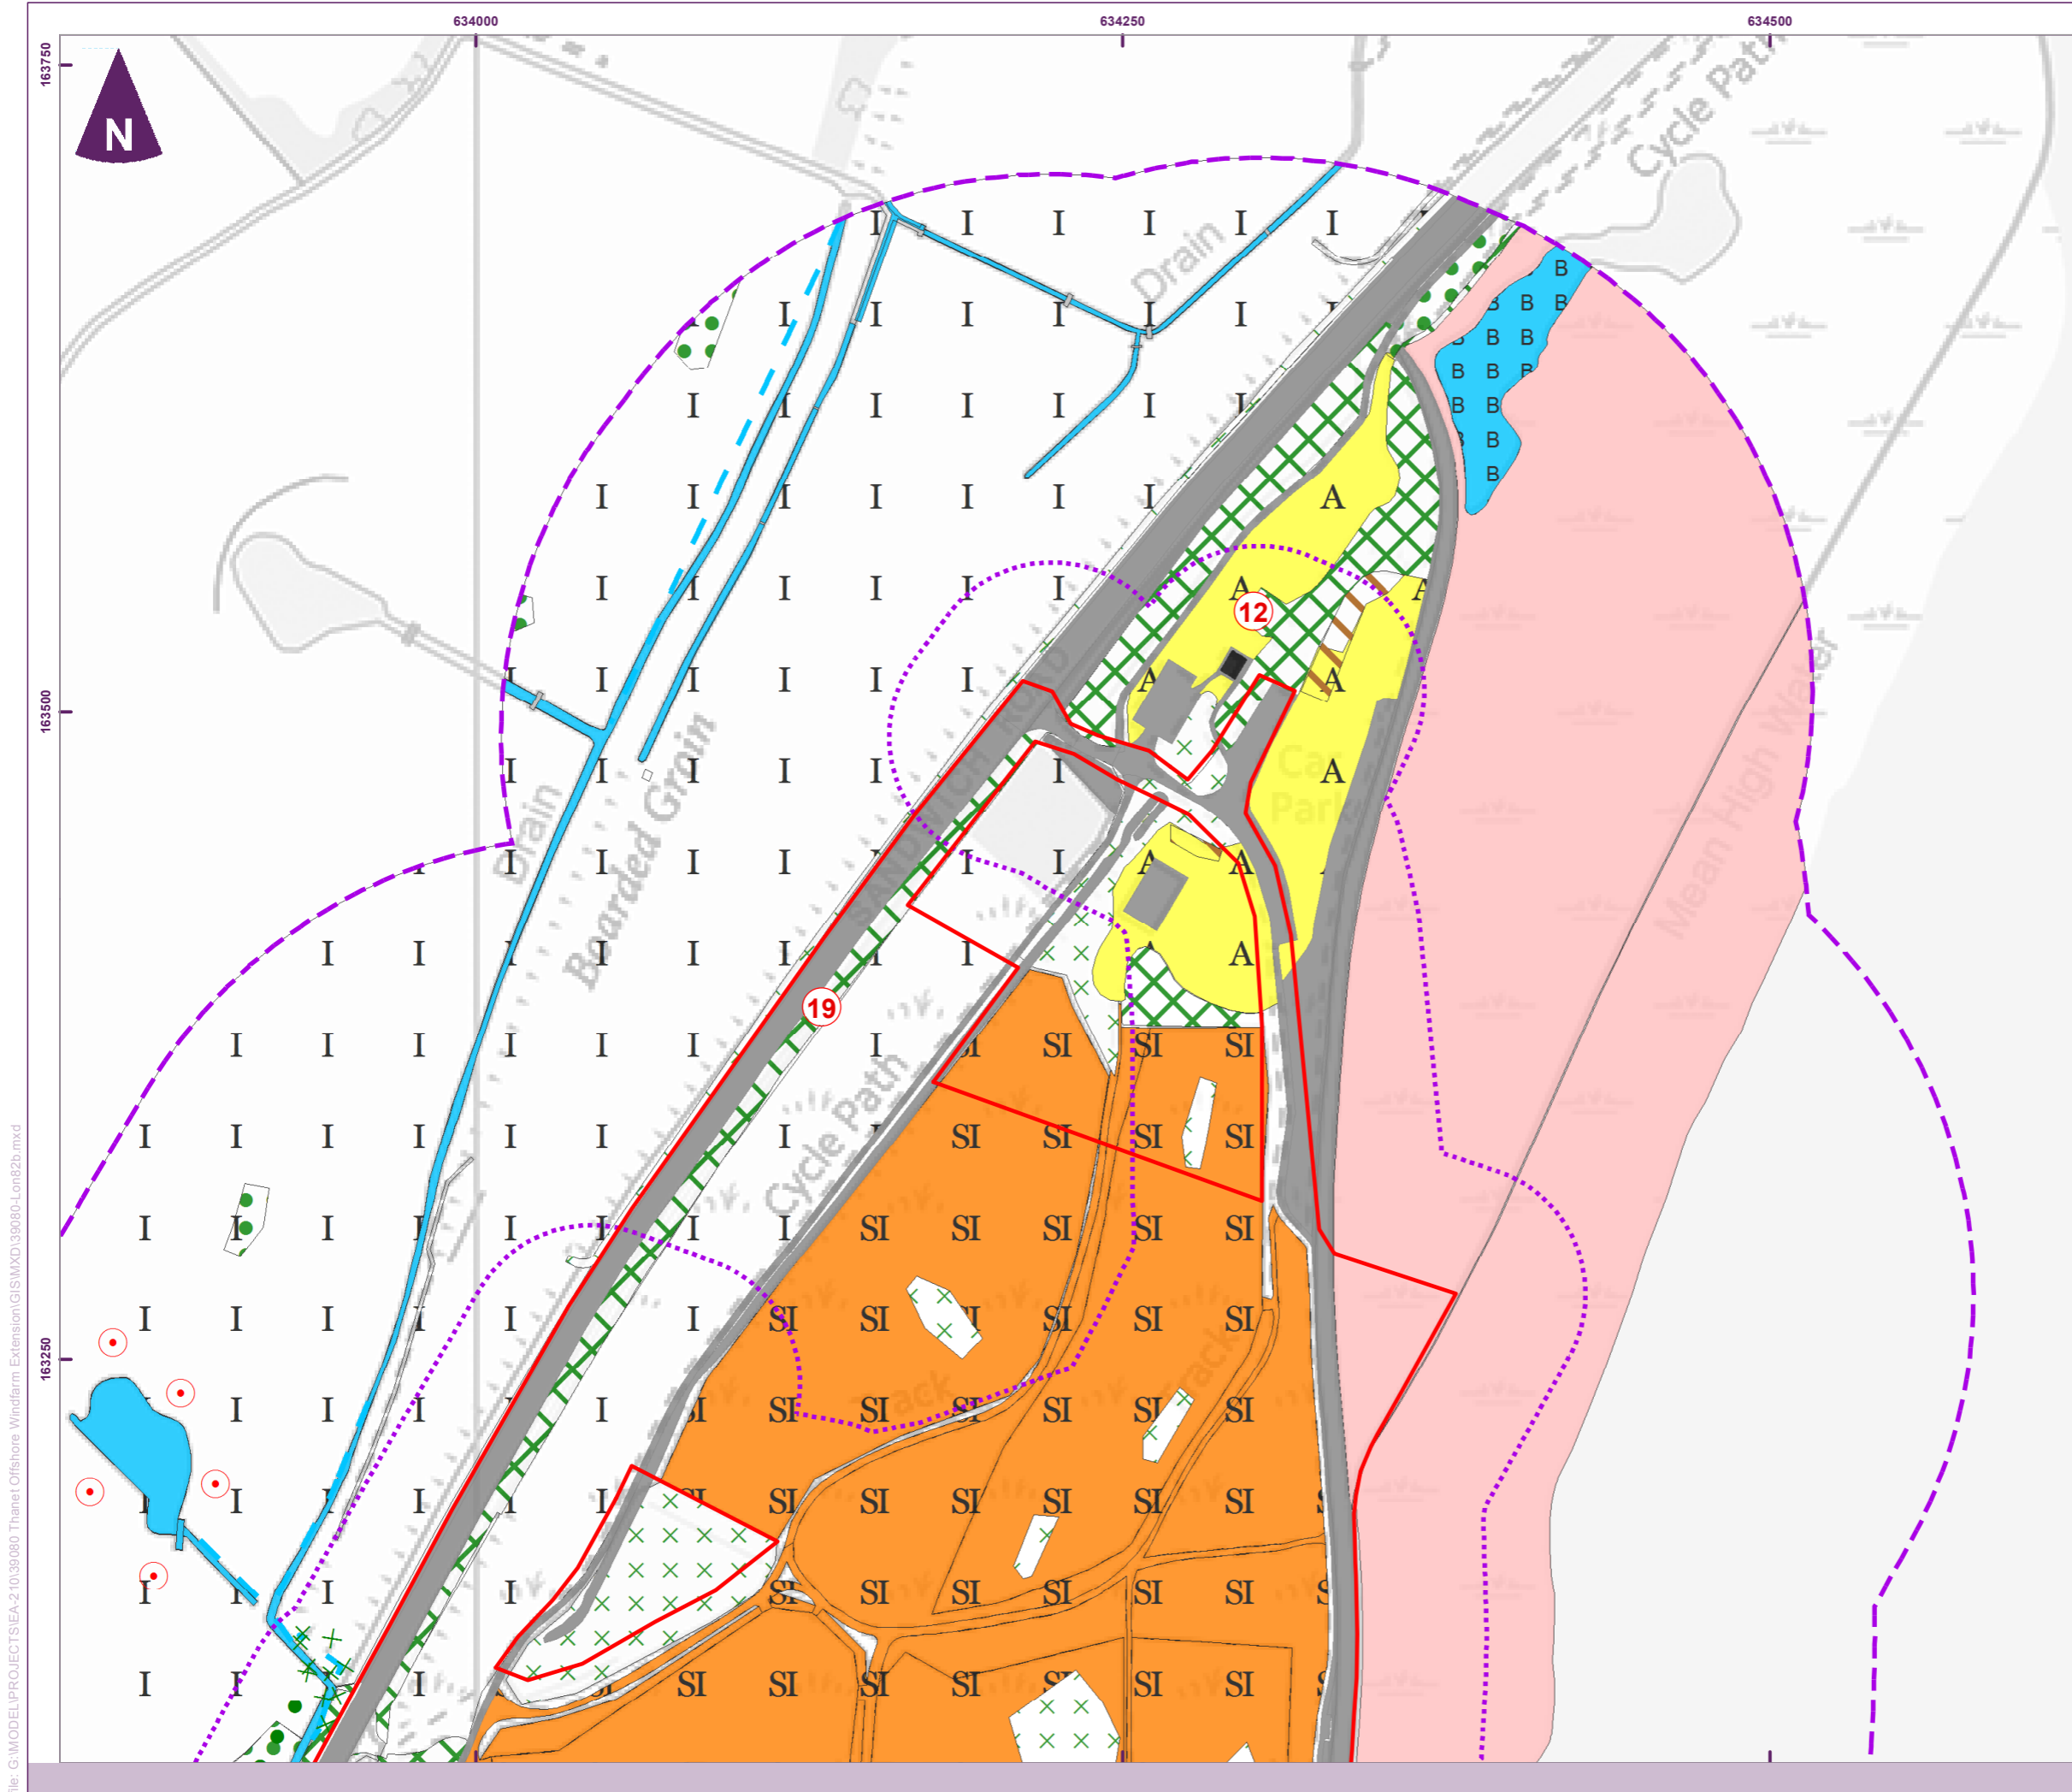 634000
634250
634500
163750
N
Cycle Path
Drain
163500
SANDWICH ROAD
12
Car
Park
Drain
Boarded Groin
Mean High Water
19
Cycle Path
163250
Track
Track
I
SI
A
B
file: G:\MODEL\PROJECTS\SEA-210\39080 Thanet Offshore Windfarm Extension\GIS\MXD\39080-Lon82b.mxd